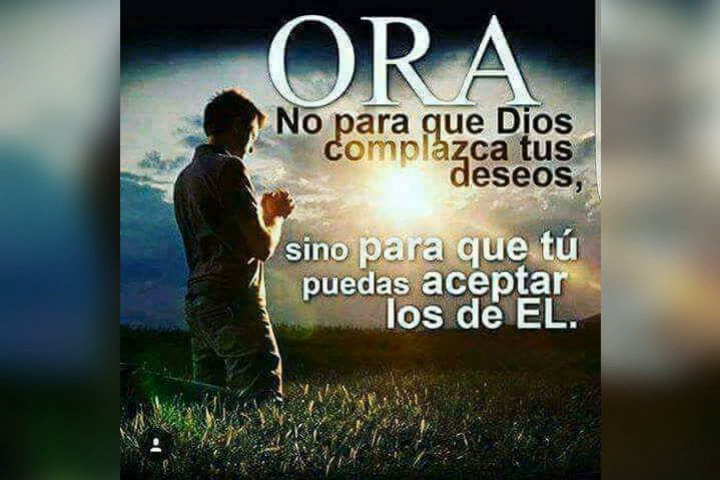 ORA
No para que Dios
complazca tus
deseos,
sino para que tú
puedas aceptar
los de EL.